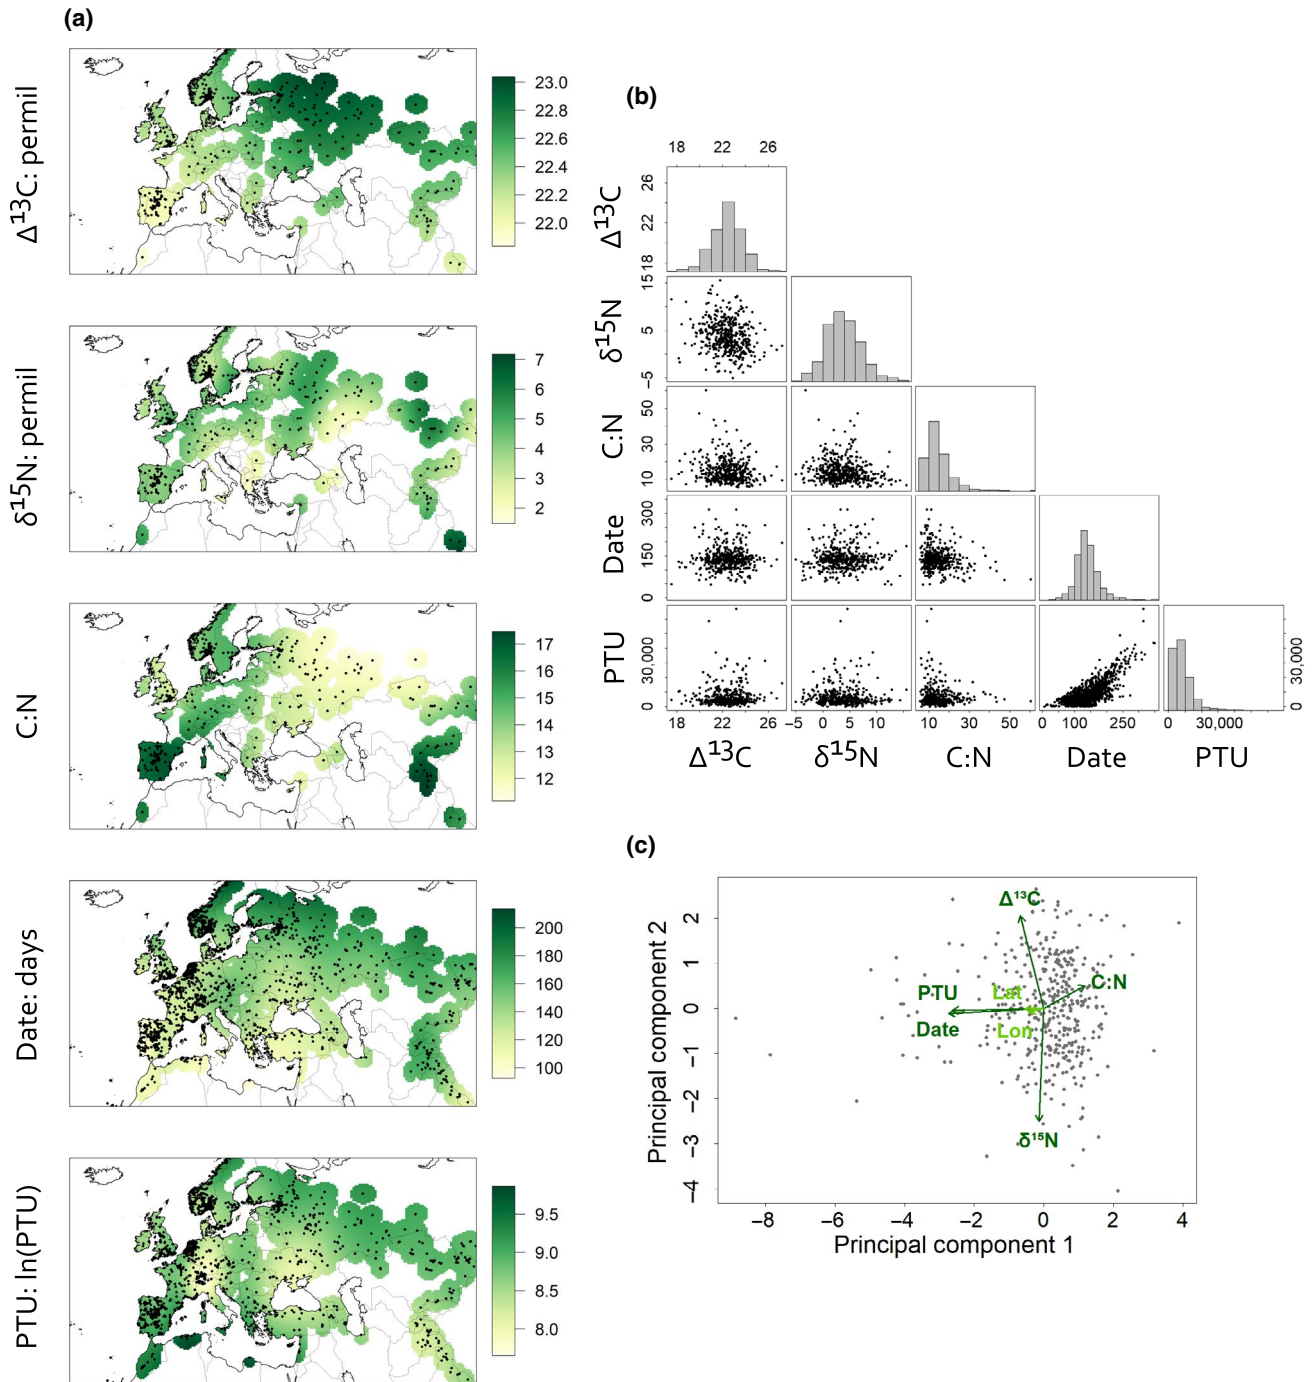 (a)
Δ¹³C: permil
23.0
22.8
22.6
22.4
22.2
22.0
δ¹⁵N: permil
7
6
5
4
3
2
C:N
17
16
15
14
13
12
Date: days
200
180
160
140
120
100
PTU: ln(PTU)
9.5
9.0
8.5
8.0
(b)
18 22 26
Δ¹³C
26
22
18
δ¹⁵N
15
5
−5
C:N
50
30
10
Date
300
150
0
PTU
30,000
0
30,000
0
18 22 26
−5 0 5 10
10 30 50
0 100 250
0 30,000
Δ¹³C δ¹⁵N C:N Date PTU
(c)
Principal component 2
2
1
0
−1
−2
−3
−4
Δ¹³C
C:N
PTU
Lat
Date
Lon
δ¹⁵N
−8 −6 −4 −2 0 2 4
Principal component 1